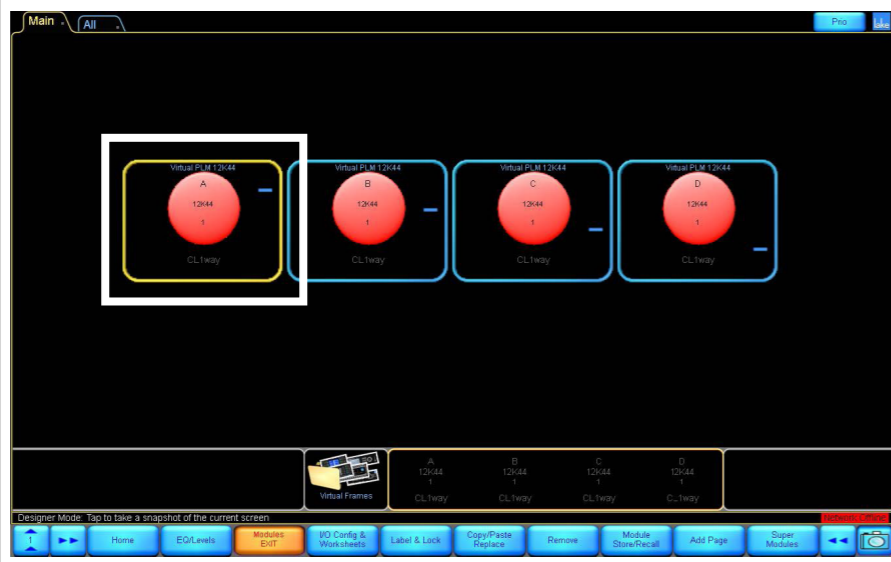 Main
All
Prio
lake
Virtual PLM 12K44
A
12K44
1
CL1way
Virtual PLM 12K44
B
12K44
1
CL1way
Virtual PLM 12K44
C
12K44
1
CL1way
Virtual PLM 12K44
D
12K44
1
CL1way
Virtual Frames
A
12K44
1
CL1way
B
12K44
1
CL1way
C
12K44
1
CL1way
D
12K44
1
CL1way
Designer Mode: Tap to take a snapshot of the current screen
Network Offline
1
Home
EQ/Levels
Modules
EXIT
I/O Config &
Worksheets
Label & Lock
Copy/Paste
Replace
Remove
Module
Store/Recall
Add Page
Super
Modules